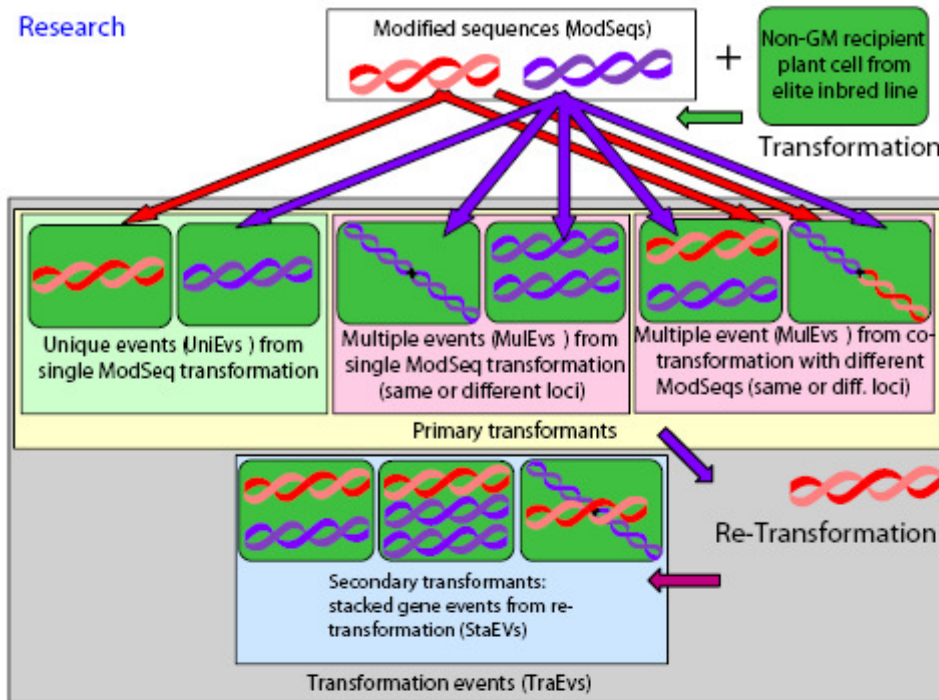 Research
Modified sequences (ModSeqs)
+
Non-GM recipient
plant cell from
elite inbred line
Transformation
Unique events (UniEvs ) from
single ModSeq transformation
Multiple events (MulEvs ) from
single ModSeq transformation
(same or different loci)
Multiple event (MulEvs ) from co-
transformation with different
ModSeqs (same or diff. loci)
Primary transformants
Re-Transformation
Secondary transformants:
stacked gene events from re-
transformation (StaEVs)
Transformation events (TraEvs)